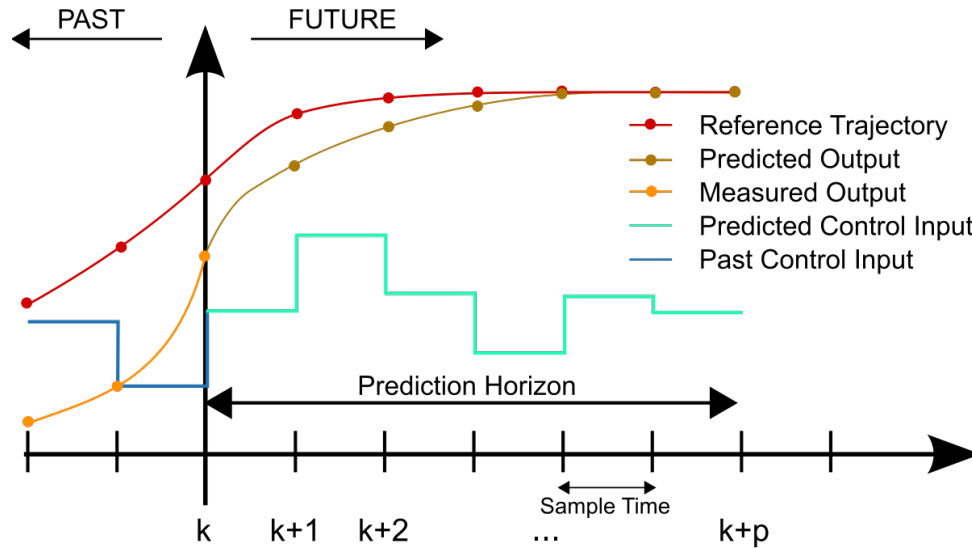 PAST
FUTURE
Reference Trajectory
Predicted Output
Measured Output
Predicted Control Input
Past Control Input
Prediction Horizon
Sample Time
k
k+1
k+2
...
k+p